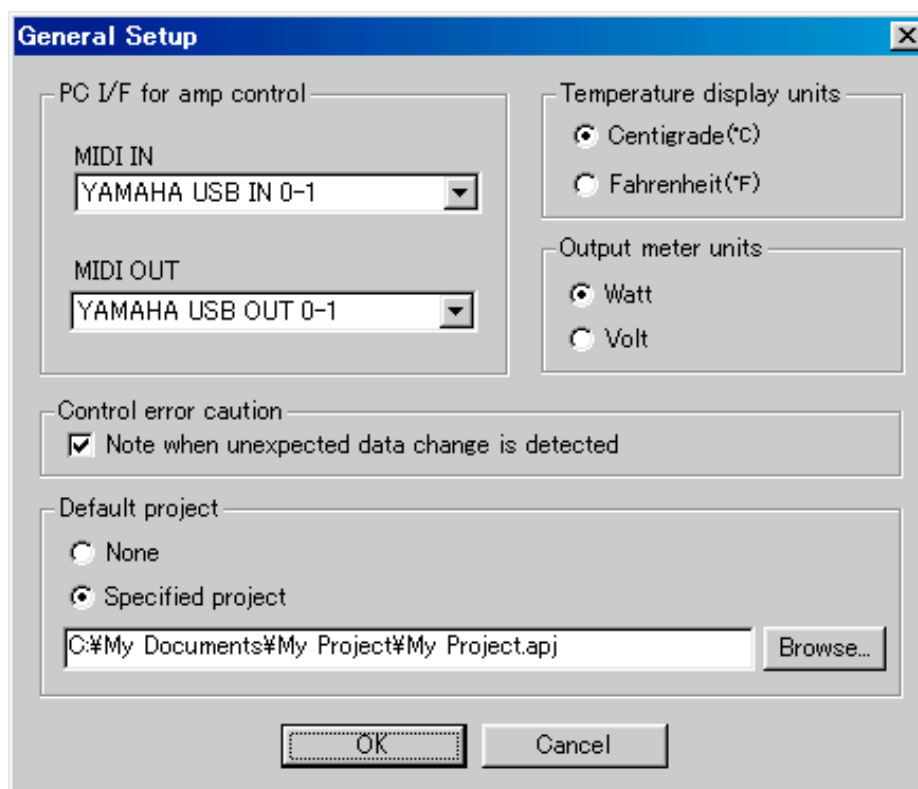 General Setup
PC I/F for amp control
MIDI IN
YAMAHA USB IN 0-1
MIDI OUT
YAMAHA USB OUT 0-1
Temperature display units
Centigrade(°C)
Fahrenheit(°F)
Output meter units
Watt
Volt
Control error caution
Note when unexpected data change is detected
Default project
None
Specified project
C:¥My Documents¥My Project¥My Project.apj
Browse...
OK
Cancel